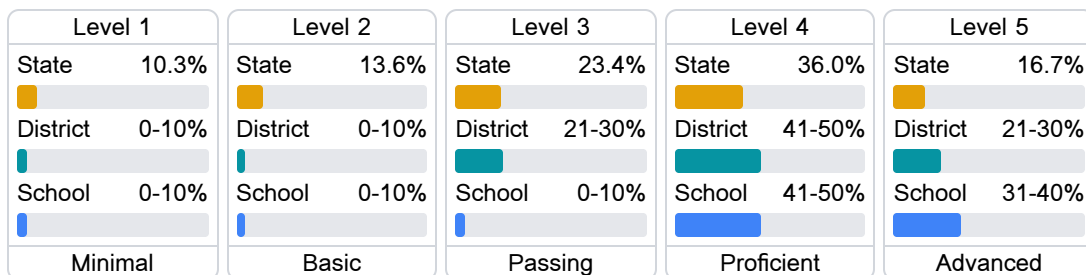 Level 1
State 10.3%
District 0-10%
School 0-10%
Minimal
Level 2
State 13.6%
District 0-10%
School 0-10%
Basic
Level 3
State 23.4%
District 21-30%
School 0-10%
Passing
Level 4
State 36.0%
District 41-50%
School 41-50%
Proficient
Level 5
State 16.7%
District 21-30%
School 31-40%
Advanced